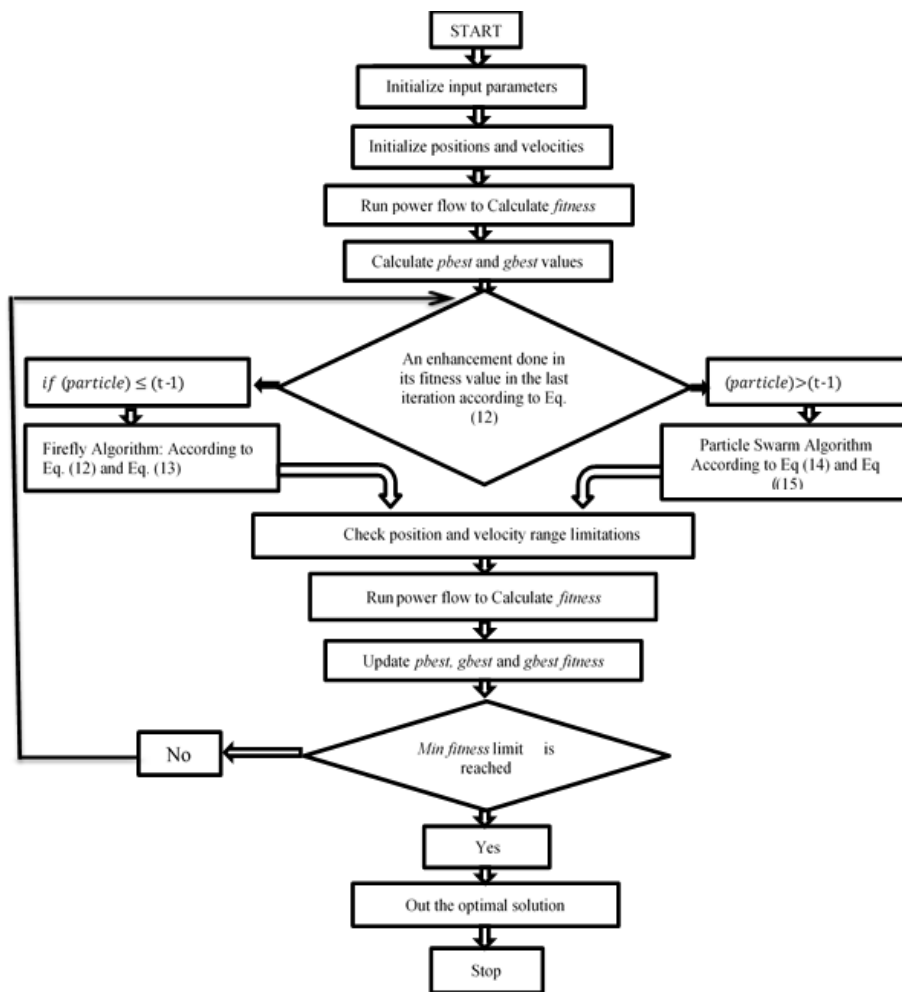 START
Initialize input parameters
Initialize positions and velocities
Run power flow to Calculate fitness
Calculate pbest and gbest values
An enhancement done in
its fitness value in the last
iteration according to Eq.
(12)
if (particle) ≤ (t-1)
(particle)>(t-1)
Firefly Algorithm: According to
Eq. (12) and Eq. (13)
Particle Swarm Algorithm
According to Eq (14) and Eq
((15)
Check position and velocity range limitations
Run power flow to Calculate fitness
Update pbest, gbest and gbest fitness
Min fitness limit is
reached
No
Yes
Out the optimal solution
Stop